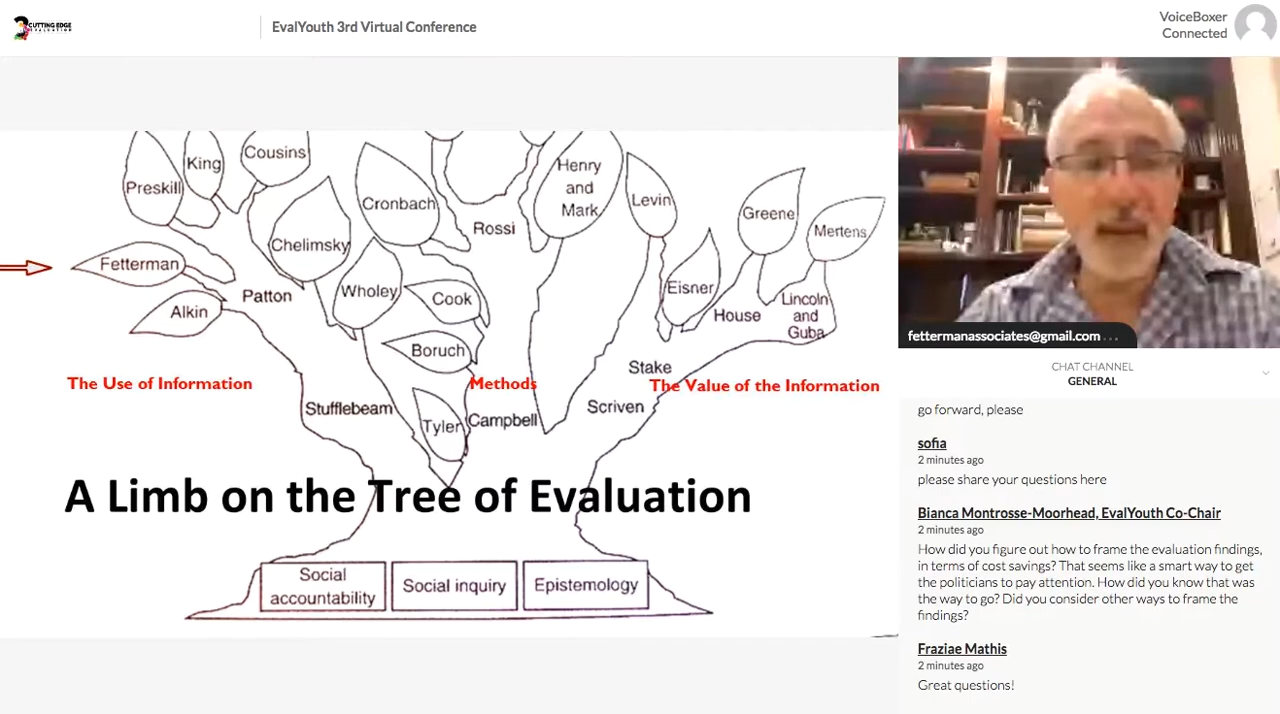 CUTTING EDGE
EVALUATION
EvalYouth 3rd Virtual Conference
VoiceBoxer
Connected
Preskill
King
Cousins
Cronbach
Rossi
Henry
and
Mark
Levin
Greene
Mertens
Chelimsky
Fetterman
Alkin
Patton
Wholey
Cook
Boruch
Eisner
House
Lincoln
and
Guba
Stake
Scriven
The Use of Information
Methods
The Value of the Information
Stufflebeam
Tyler
Campbell
A Limb on the Tree of Evaluation
Social
accountability
Social inquiry
Epistemology
fettermanassociates@gmail.com ...
CHAT CHANNEL
GENERAL
go forward, please
sofia
2 minutes ago
please share your questions here
Bianca Montrosse-Moorhead, EvalYouth Co-Chair
2 minutes ago
How did you figure out how to frame the evaluation findings,
in terms of cost savings? That seems like a smart way to get
the politicians to pay attention. How did you know that was
the way to go? Did you consider other ways to frame the
findings?
Fraziae Mathis
2 minutes ago
Great questions!